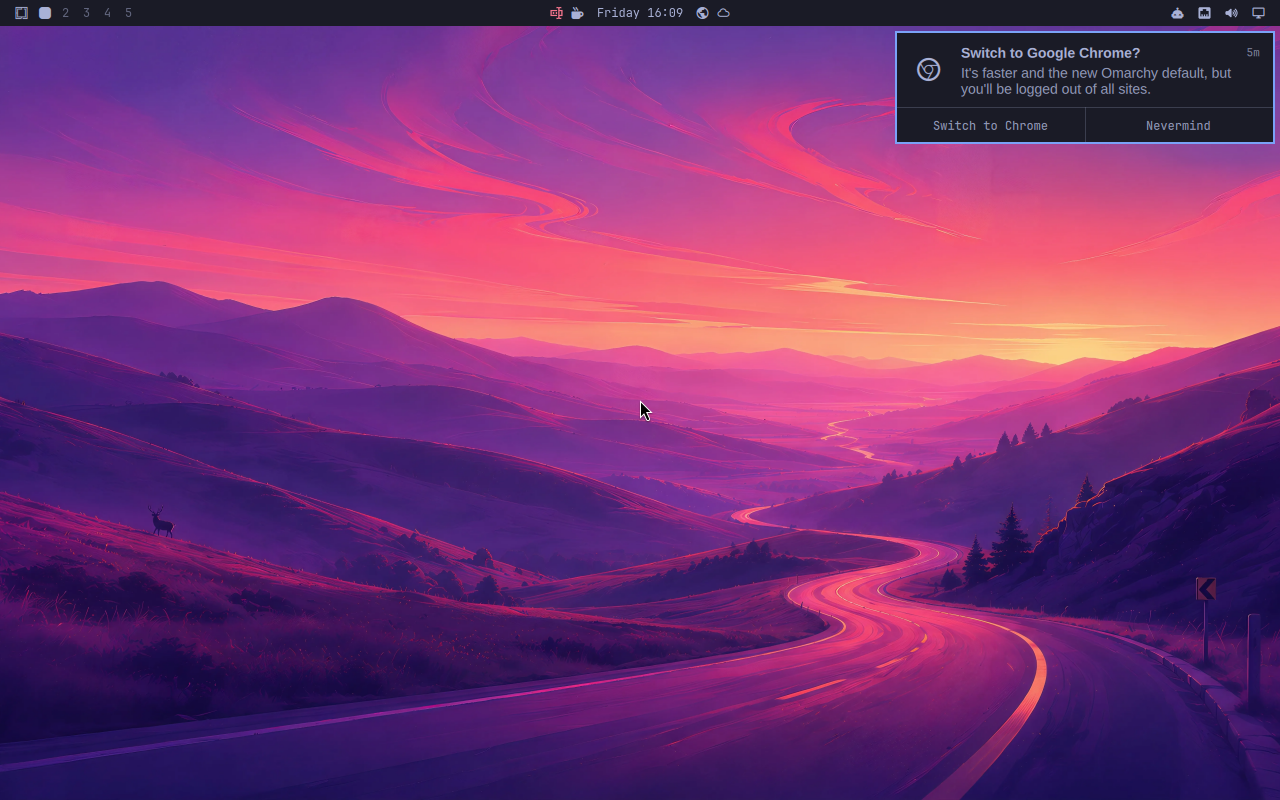 2 3 4 5 Friday 16:09
Switch to Google Chrome? 5m
It's faster and the new Omarchy default, but
you'll be logged out of all sites.
Switch to Chrome Nevermind